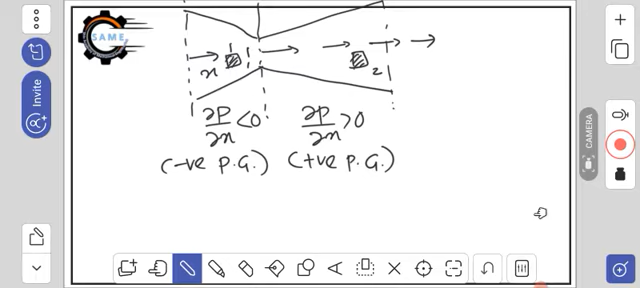 SAME
Invite
x
1
2
∂P/∂x <0
∂P/∂x >0
(-ve P.G.)
(+ve P.G.)
CAMERA